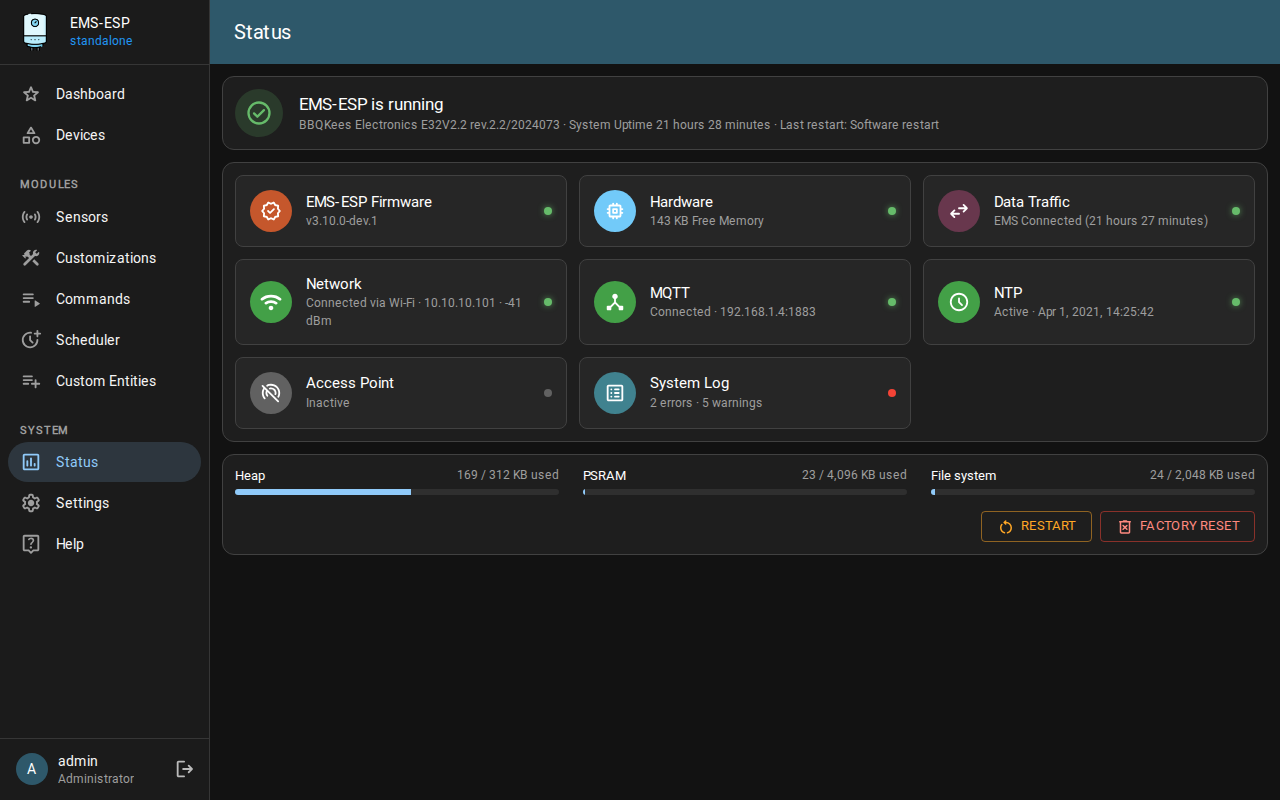 EMS-ESP
standalone
Dashboard
Devices
MODULES
Sensors
Customizations
Commands
Scheduler
Custom Entities
SYSTEM
Status
Settings
Help
A
admin
Administrator
Status
EMS-ESP is running
BBQKees Electronics E32V2.2 rev.2.2/2024073 · System Uptime 21 hours 28 minutes · Last restart: Software restart
EMS-ESP Firmware
v3.10.0-dev.1
Hardware
143 KB Free Memory
Data Traffic
EMS Connected (21 hours 27 minutes)
Network
Connected via Wi-Fi · 10.10.10.101 · -41
dBm
MQTT
Connected · 192.168.1.4:1883
NTP
Active · Apr 1, 2021, 14:25:42
Access Point
Inactive
System Log
2 errors · 5 warnings
Heap 169 / 312 KB used
PSRAM 23 / 4,096 KB used
File system 24 / 2,048 KB used
RESTART
FACTORY RESET